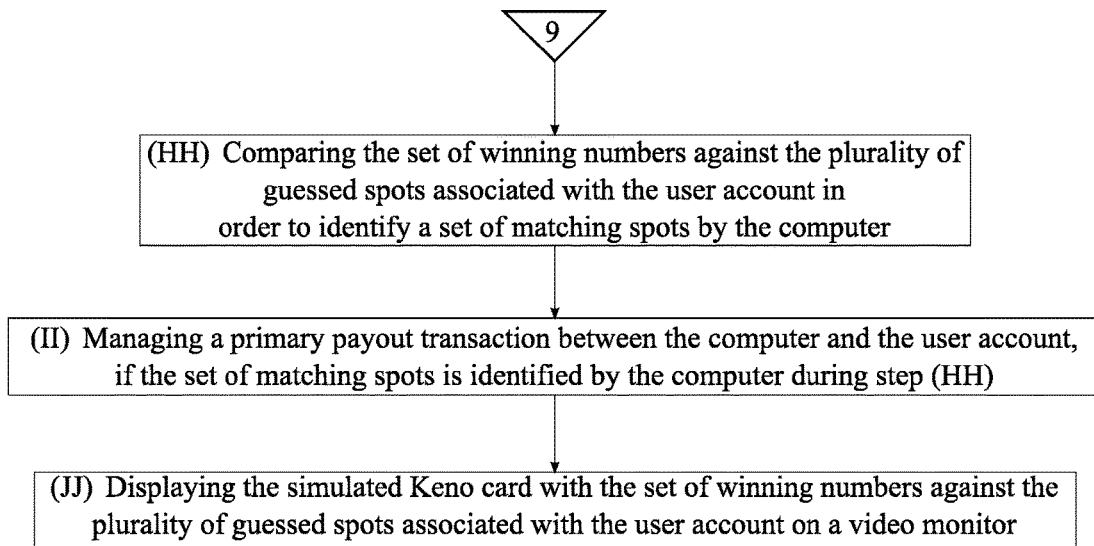 9
(HH) Comparing the set of winning numbers against the plurality of
guessed spots associated with the user account in
order to identify a set of matching spots by the computer
(II) Managing a primary payout transaction between the computer and the user account,
if the set of matching spots is identified by the computer during step (HH)
(JJ) Displaying the simulated Keno card with the set of winning numbers against the
plurality of guessed spots associated with the user account on a video monitor